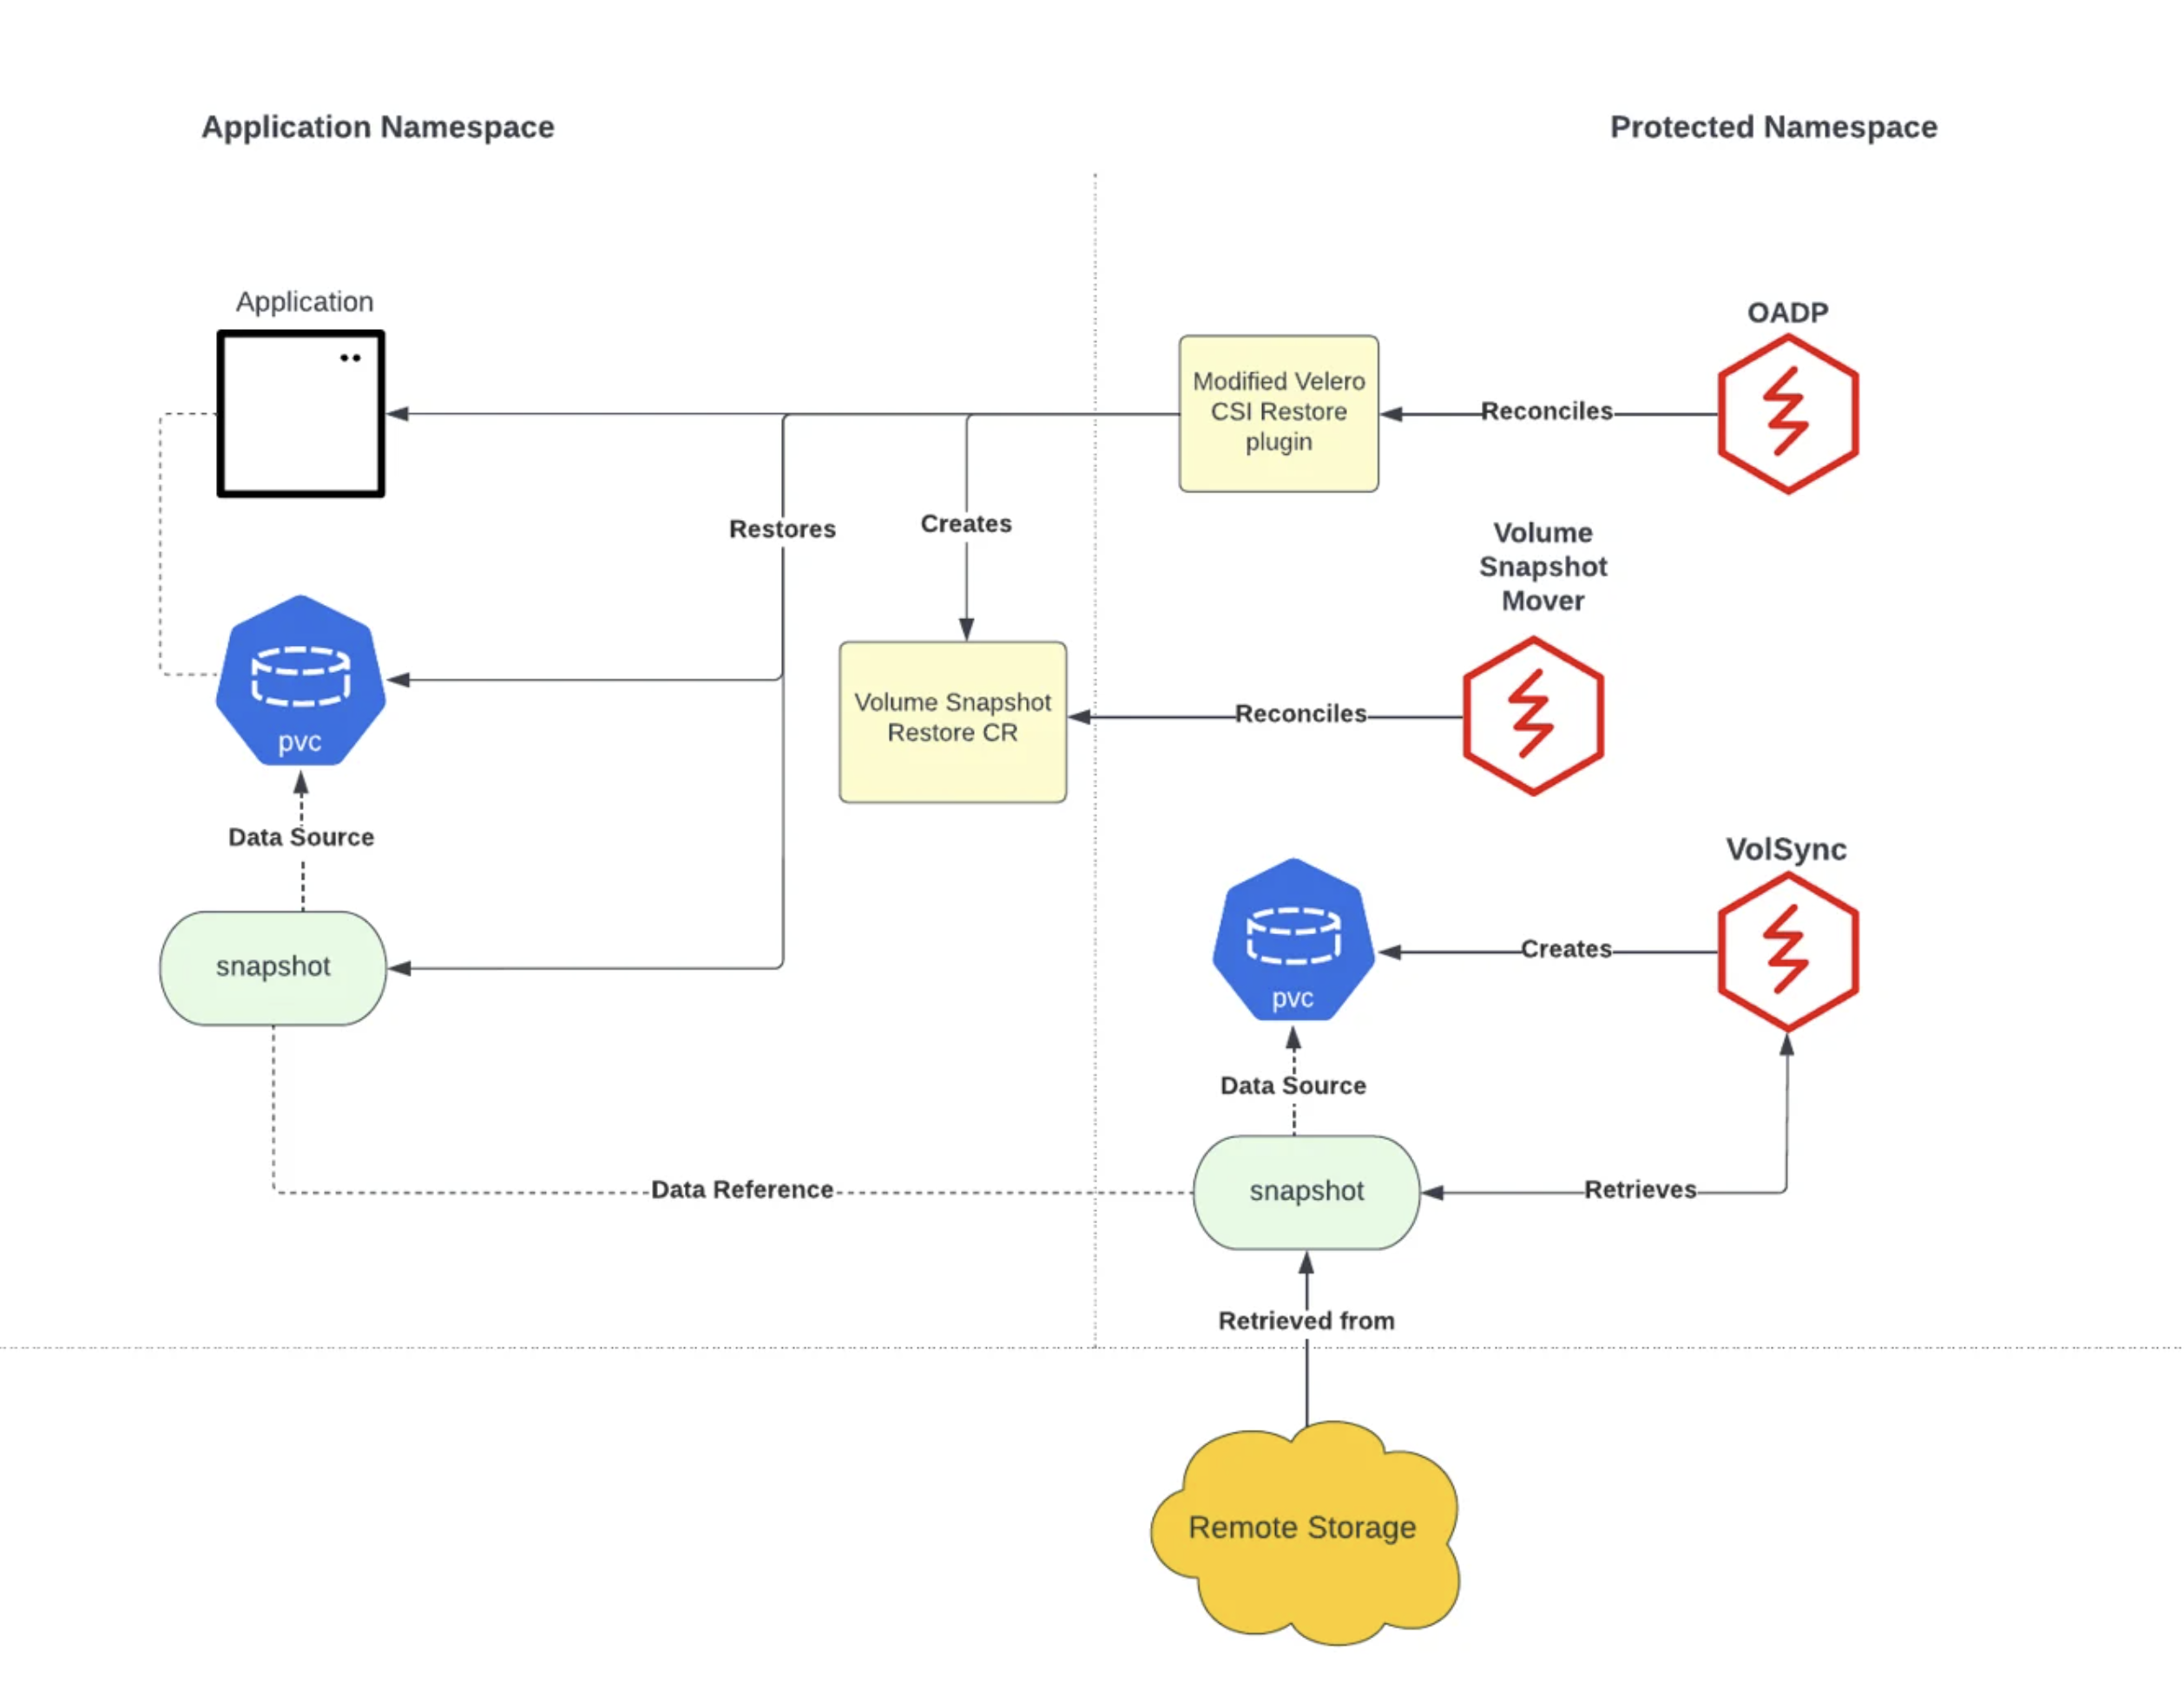 Application Namespace
Protected Namespace
Application
OADP
Modified Velero
CSI Restore
plugin
Reconciles
Restores
Creates
Volume
Snapshot
Mover
Volume Snapshot
Restore CR
Reconciles
pvc
Data Source
VolSync
snapshot
pvc
Creates
Data Source
Data Reference
snapshot
Retrieves
Retrieved from
Remote Storage